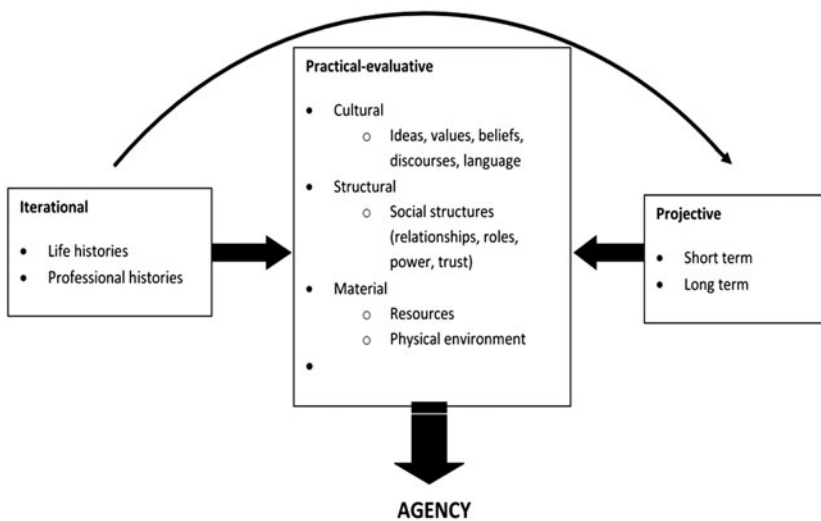 Practical-evaluative
• Cultural
o Ideas, values, beliefs,
discourses, language
• Structural
o Social structures
(relationships, roles,
power, trust)
• Material
o Resources
o Physical environment
•
Iterational
• Life histories
• Professional histories
Projective
• Short term
• Long term
AGENCY